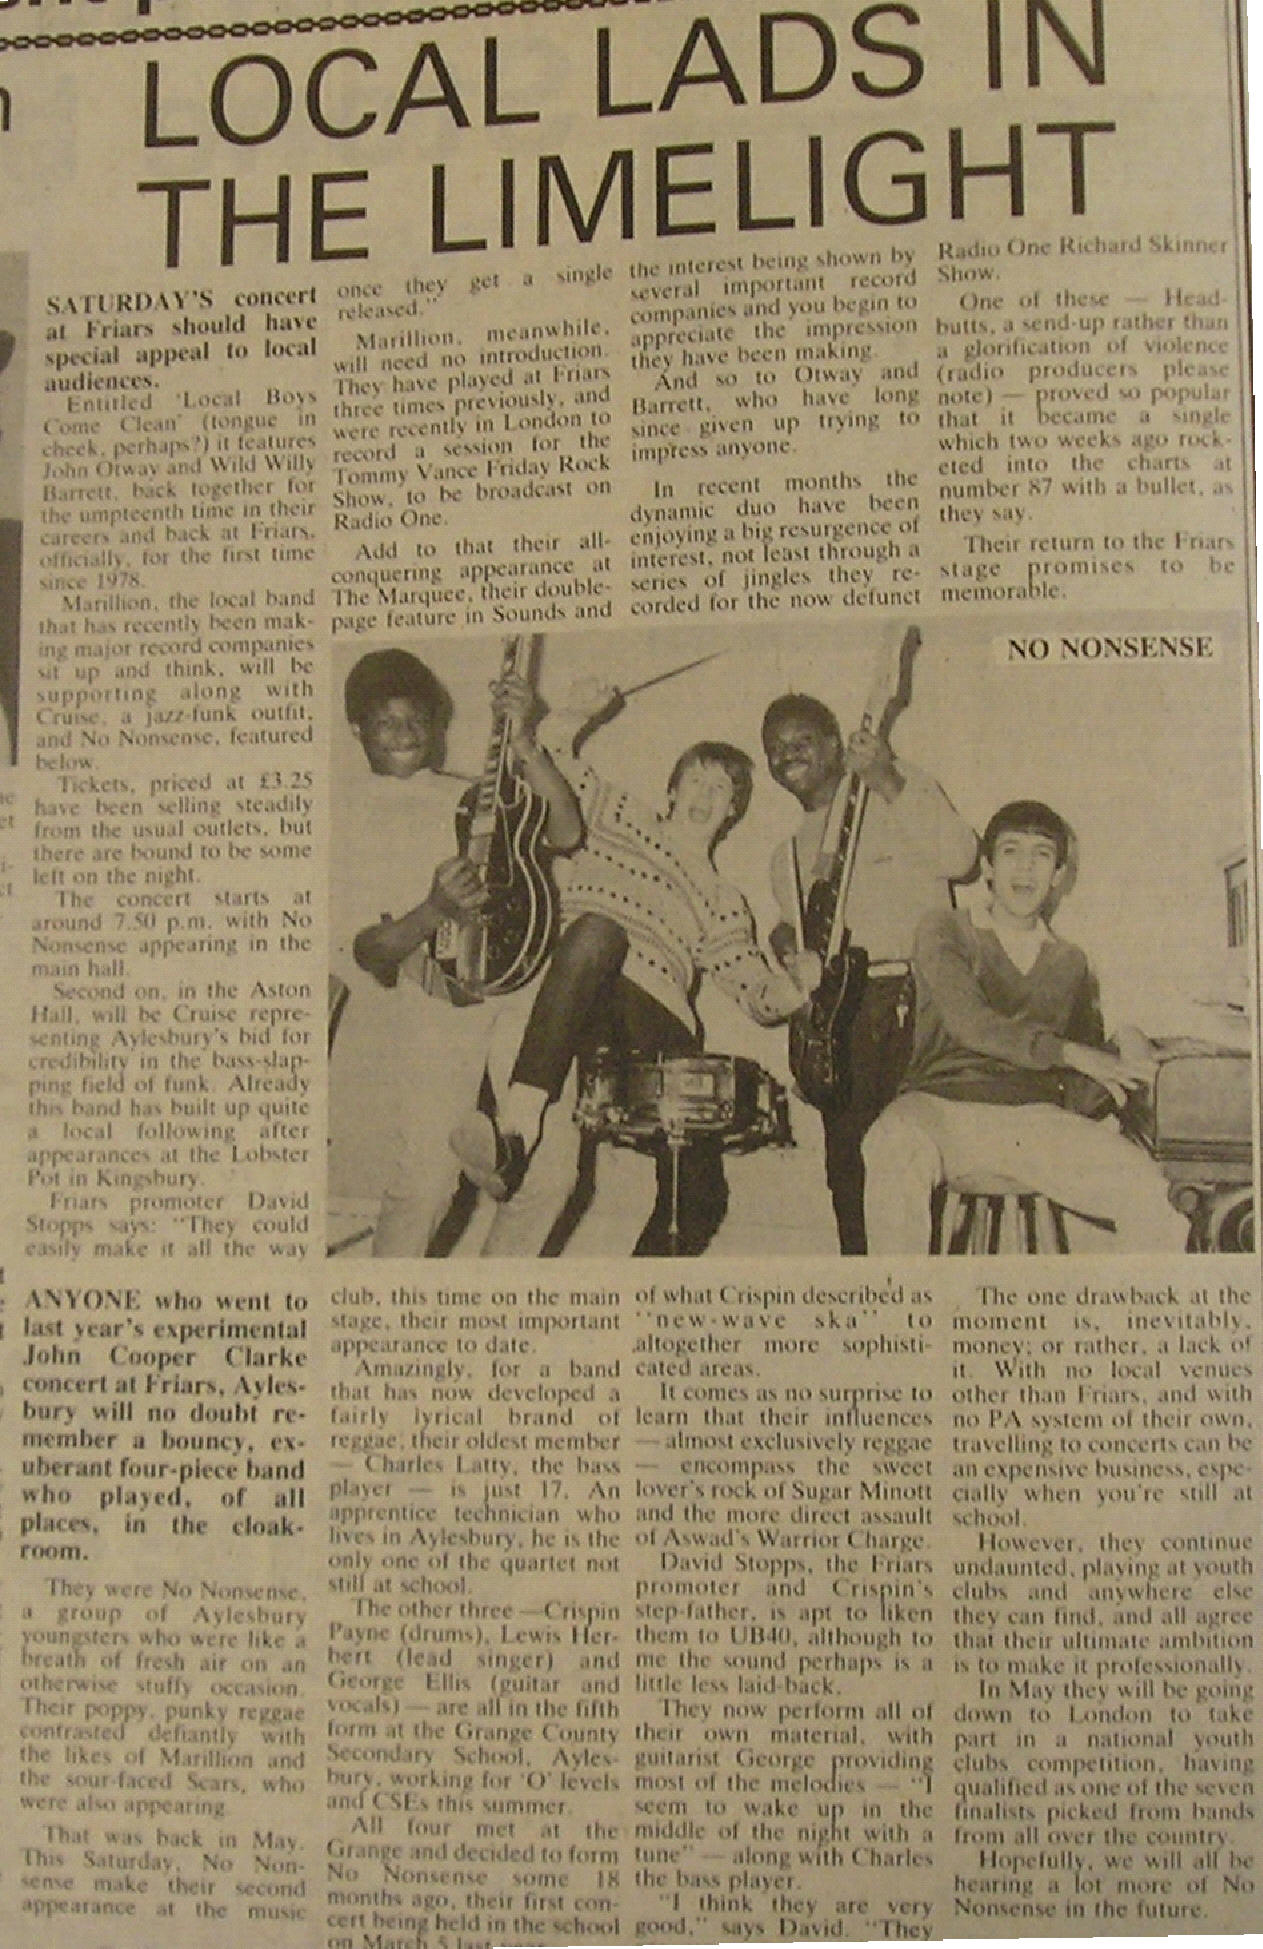 LOCAL LADS IN
THE LIMELIGHT
SATURDAY'S concert
at Friars should have
special appeal to local
audiences.
Entitled 'Local Boys
Come Clean' (tongue in
cheek, perhaps?) it features
John Otway and Wild Willy
Barrett, back together for
the umpteenth time in their
careers and back at Friars,
officially, for the first time
since 1978.
Marillion, the local band
that has recently been mak-
ing major record companies
sit up and think, will be
supporting along with
Cruise, a jazz-funk outfit,
and No Nonsense, featured
below.
Tickets, priced at £3.25
have been selling steadily
from the usual outlets, but
there are bound to be some
left on the night.
The concert starts at
around 7.50 p.m. with No
Nonsense appearing in the
main hall.
Second on, in the Aston
Hall, will be Cruise repre-
senting Aylesbury's bid for
credibility in the bass-slap-
ping field of funk. Already
this band has built up quite
a local following after
appearances at the Lobster
Pot in Kingsbury.
Friars promoter David
Stopps says: "They could
easily make it all the way
once they get a single
released."
Marillion, meanwhile,
will need no introduction.
They have played at Friars
three times previously, and
were recently in London to
record a session for the
Tommy Vance Friday Rock
Show, to be broadcast on
Radio One.
Add to that their all-
conquering appearance at
The Marquee, their double-
page feature in Sounds and
the interest being shown by
several important record
companies and you begin to
appreciate the impression
they have been making.
And so to Otway and
Barrett, who have long
since given up trying to
impress anyone.
In recent months the
dynamic duo have been
enjoying a big resurgence of
interest, not least through a
series of jingles they re-
corded for the now defunct
Radio One Richard Skinner
Show.
One of these — Head-
butts, a send-up rather than
a glorification of violence
(radio producers please
note) — proved so popular
that it became a single
which two weeks ago rock-
eted into the charts at
number 87 with a bullet, as
they say.
Their return to the Friars
stage promises to be
memorable.
NO NONSENSE
ANYONE who went to
last year's experimental
John Cooper Clarke
concert at Friars, Ayles-
bury will no doubt re-
member a bouncy, ex-
uberant four-piece band
who played, of all
places, in the cloak-
room.
They were No Nonsense,
a group of Aylesbury
youngsters who were like a
breath of fresh air on an
otherwise stuffy occasion.
Their poppy, punky reggae
contrasted defiantly with
the likes of Marillion and
the sour-faced Scars, who
were also appearing.
That was back in May.
This Saturday, No Non-
sense make their second
appearance at the music
club, this time on the main
stage, their most important
appearance to date.
Amazingly, for a band
that has now developed a
fairly lyrical brand of
reggae, their oldest member
— Charles Latty, the bass
player — is just 17. An
apprentice technician who
lives in Aylesbury, he is the
only one of the quartet not
still at school.
The other three — Crispin
Payne (drums), Lewis Her-
bert (lead singer) and
George Ellis (guitar and
vocals) — are all in the fifth
form at the Grange County
Secondary School, Ayles-
bury, working for 'O' levels
and CSEs this summer.
All four met at the
Grange and decided to form
No Nonsense some 18
months ago, their first con-
cert being held in the school
on March 5 last year.
of what Crispin described as
"new-wave ska" to
altogether more sophisti-
cated areas.
It comes as no surprise to
learn that their influences
— almost exclusively reggae
— encompass the sweet
lover's rock of Sugar Minott
and the more direct assault
of Aswad's Warrior Charge.
David Stopps, the Friars
promoter and Crispin's
step-father, is apt to liken
them to UB40, although to
me the sound perhaps is a
little less laid-back.
They now perform all of
their own material, with
guitarist George providing
most of the melodies — "I
seem to wake up in the
middle of the night with a
tune" — along with Charles
the bass player.
"I think they are very
good," says David. "They
The one drawback at the
moment is, inevitably,
money; or rather, a lack of
it. With no local venues
other than Friars, and with
no PA system of their own,
travelling to concerts can be
an expensive business, espe-
cially when you're still at
school.
However, they continue
undaunted, playing at youth
clubs and anywhere else
they can find, and all agree
that their ultimate ambition
is to make it professionally.
In May they will be going
down to London to take
part in a national youth
clubs competition, having
qualified as one of the seven
finalists picked from bands
from all over the country.
Hopefully, we will all be
hearing a lot more of No
Nonsense in the future.